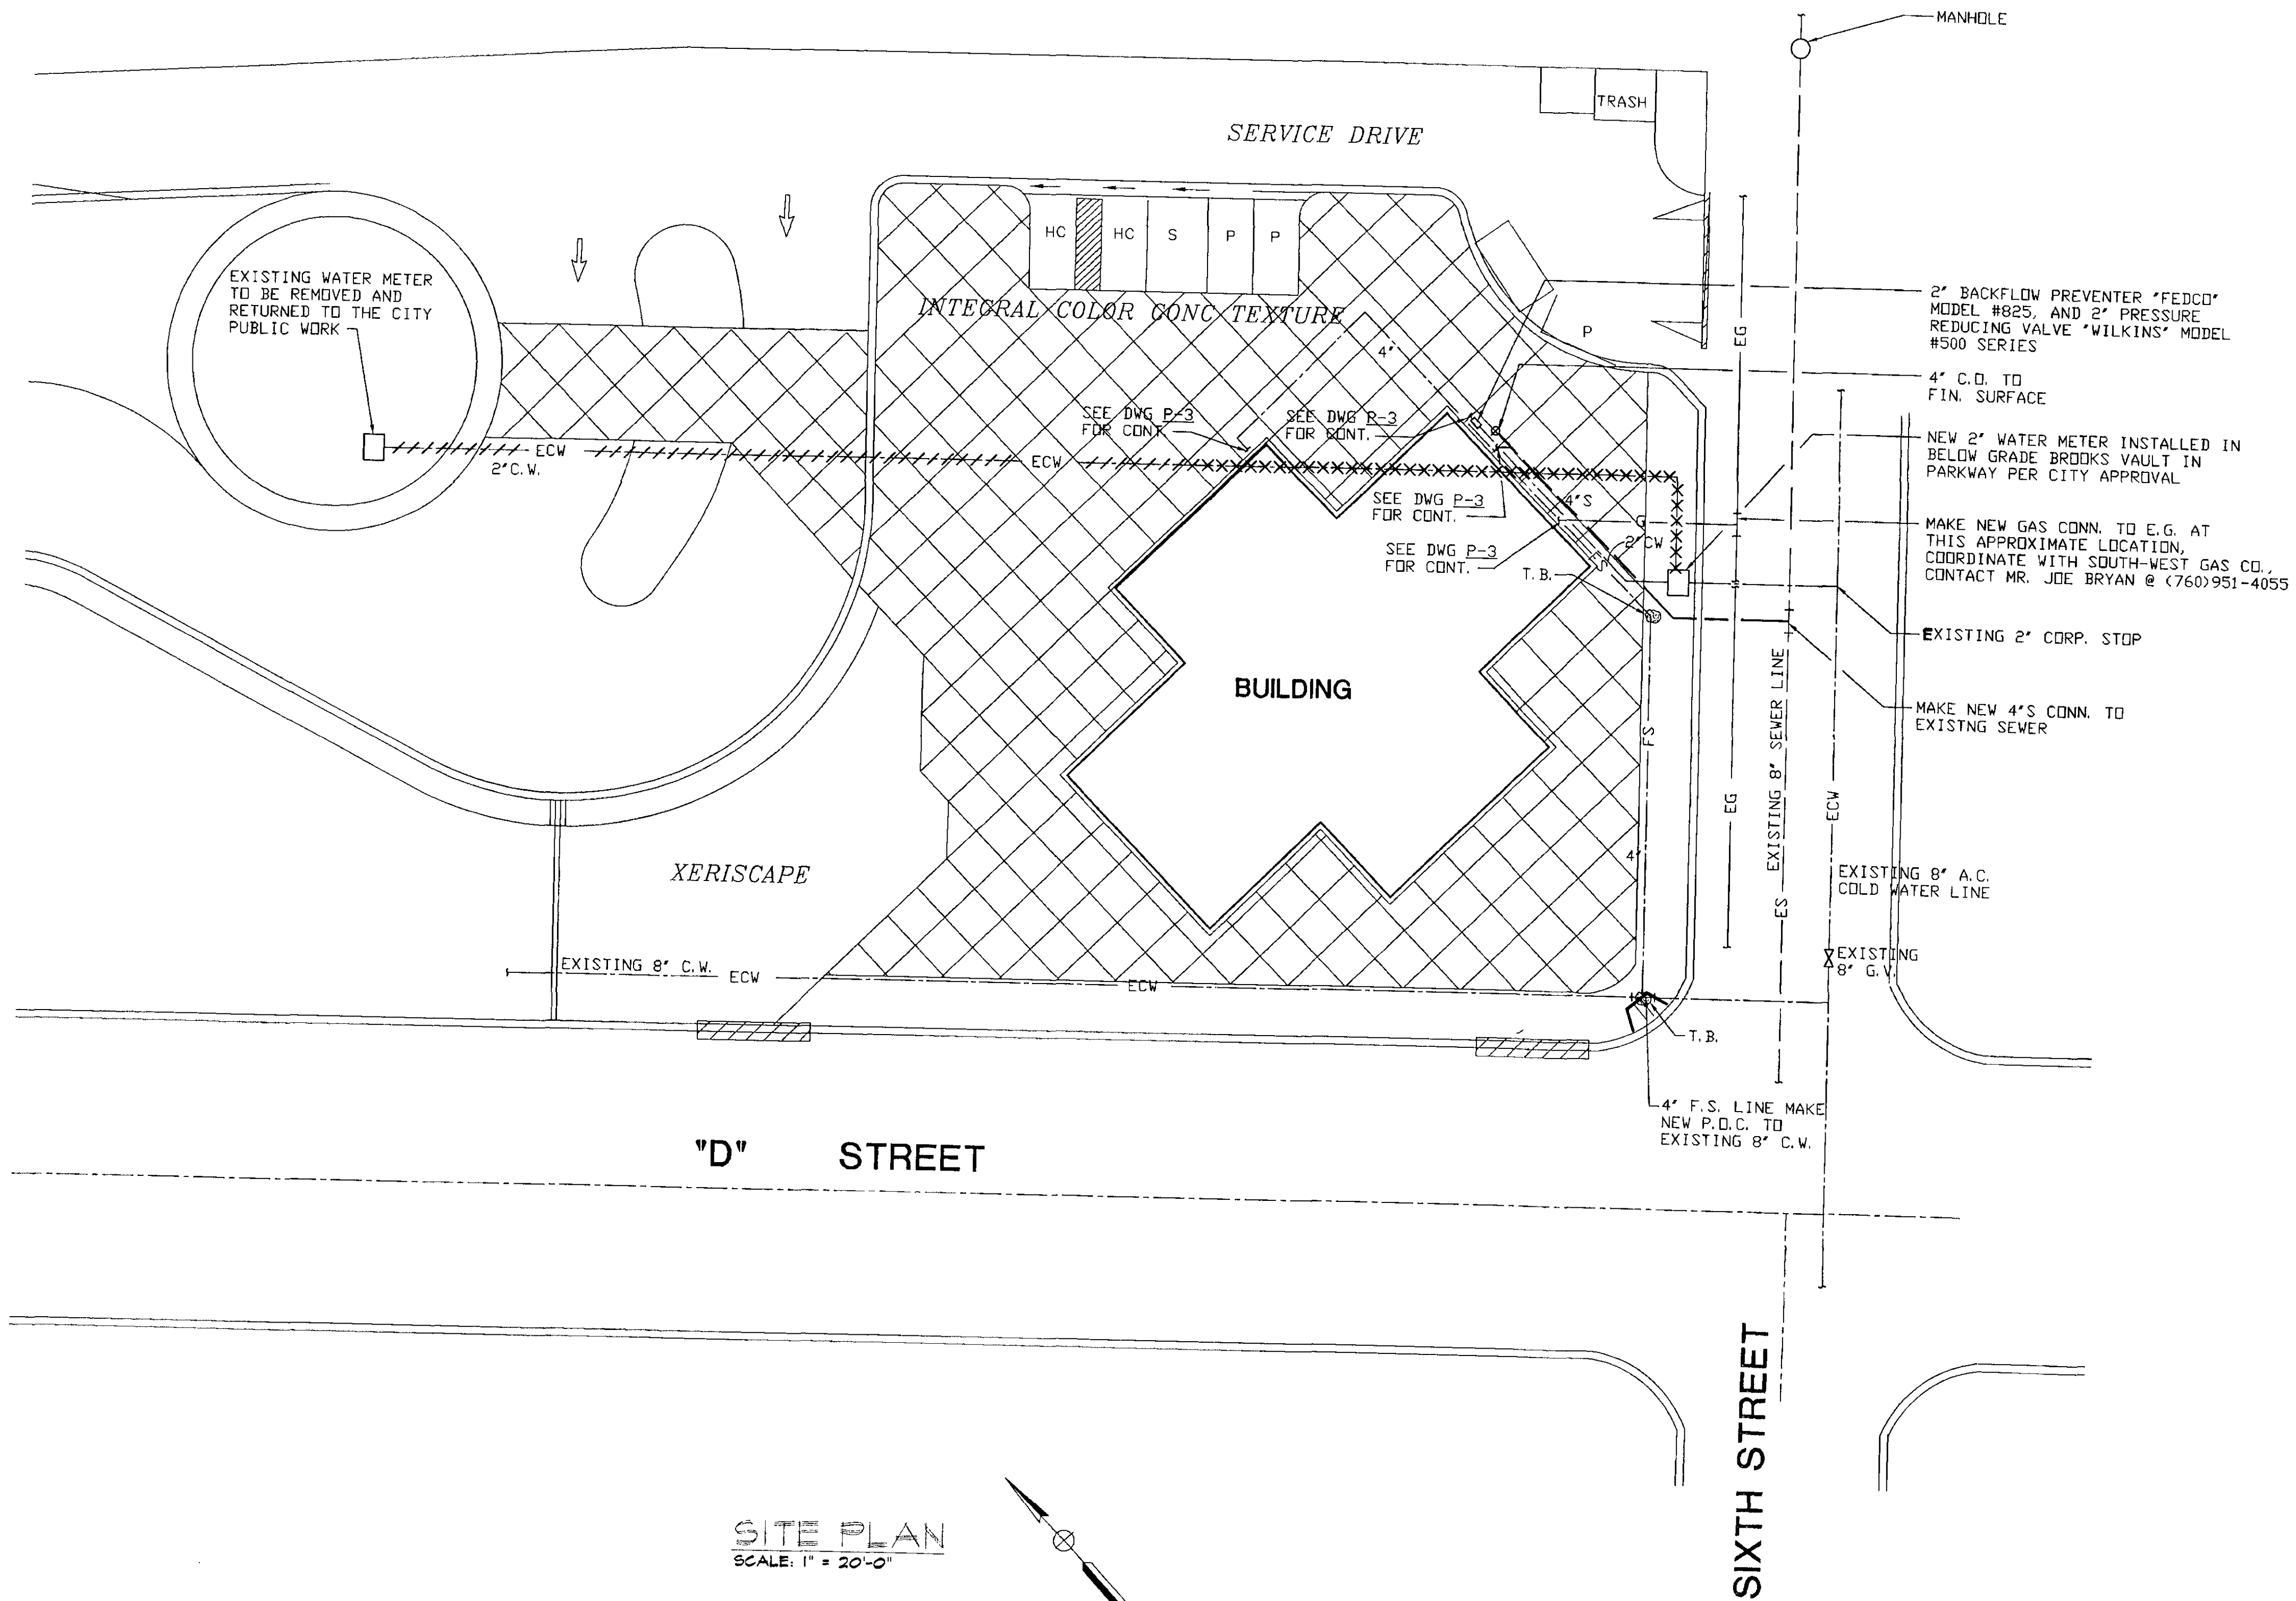 MANHOLE
TRASH
SERVICE DRIVE
HC
HC
S
P
P
INTEGRAL COLOR CONC TEXTURE
EXISTING WATER METER
TO BE REMOVED AND
RETURNED TO THE CITY
PUBLIC WORK
P
EG
2" BACKFLOW PREVENTER "FEDCO"
MODEL #825, AND 2" PRESSURE
REDUCING VALVE "WILKINS" MODEL
#500 SERIES
4"
4" C.O. TO
FIN. SURFACE
SEE DWG P-3
FOR CONT.
SEE DWG P-3
FOR CONT.
ECW
2"C.W.
ECW
NEW 2" WATER METER INSTALLED IN
BELOW GRADE BROOKS VAULT IN
PARKWAY PER CITY APPROVAL
SEE DWG P-3
FOR CONT.
4"S
G
2"CW
SEE DWG P-3
FOR CONT.
T.B.
MAKE NEW GAS CONN. TO E.G. AT
THIS APPROXIMATE LOCATION,
COORDINATE WITH SOUTH-WEST GAS CO.,
CONTACT MR. JOE BRYAN @ (760)951-4055
EXISTING 2" CORP. STOP
BUILDING
MAKE NEW 4"S CONN. TO
EXISTNG SEWER
FS
EG
ES
EXISTING 8" SEWER LINE
ECW
4"
XERISCAPE
EXISTING 8" A.C.
COLD WATER LINE
EXISTING
8" G.V.
EXISTING 8" C.W.
ECW
ECW
T.B.
4" F.S. LINE MAKE
NEW P.O.C. TO
EXISTING 8" C.W.
"D" STREET
SIXTH STREET
SITE PLAN
SCALE: 1" = 20'-0"